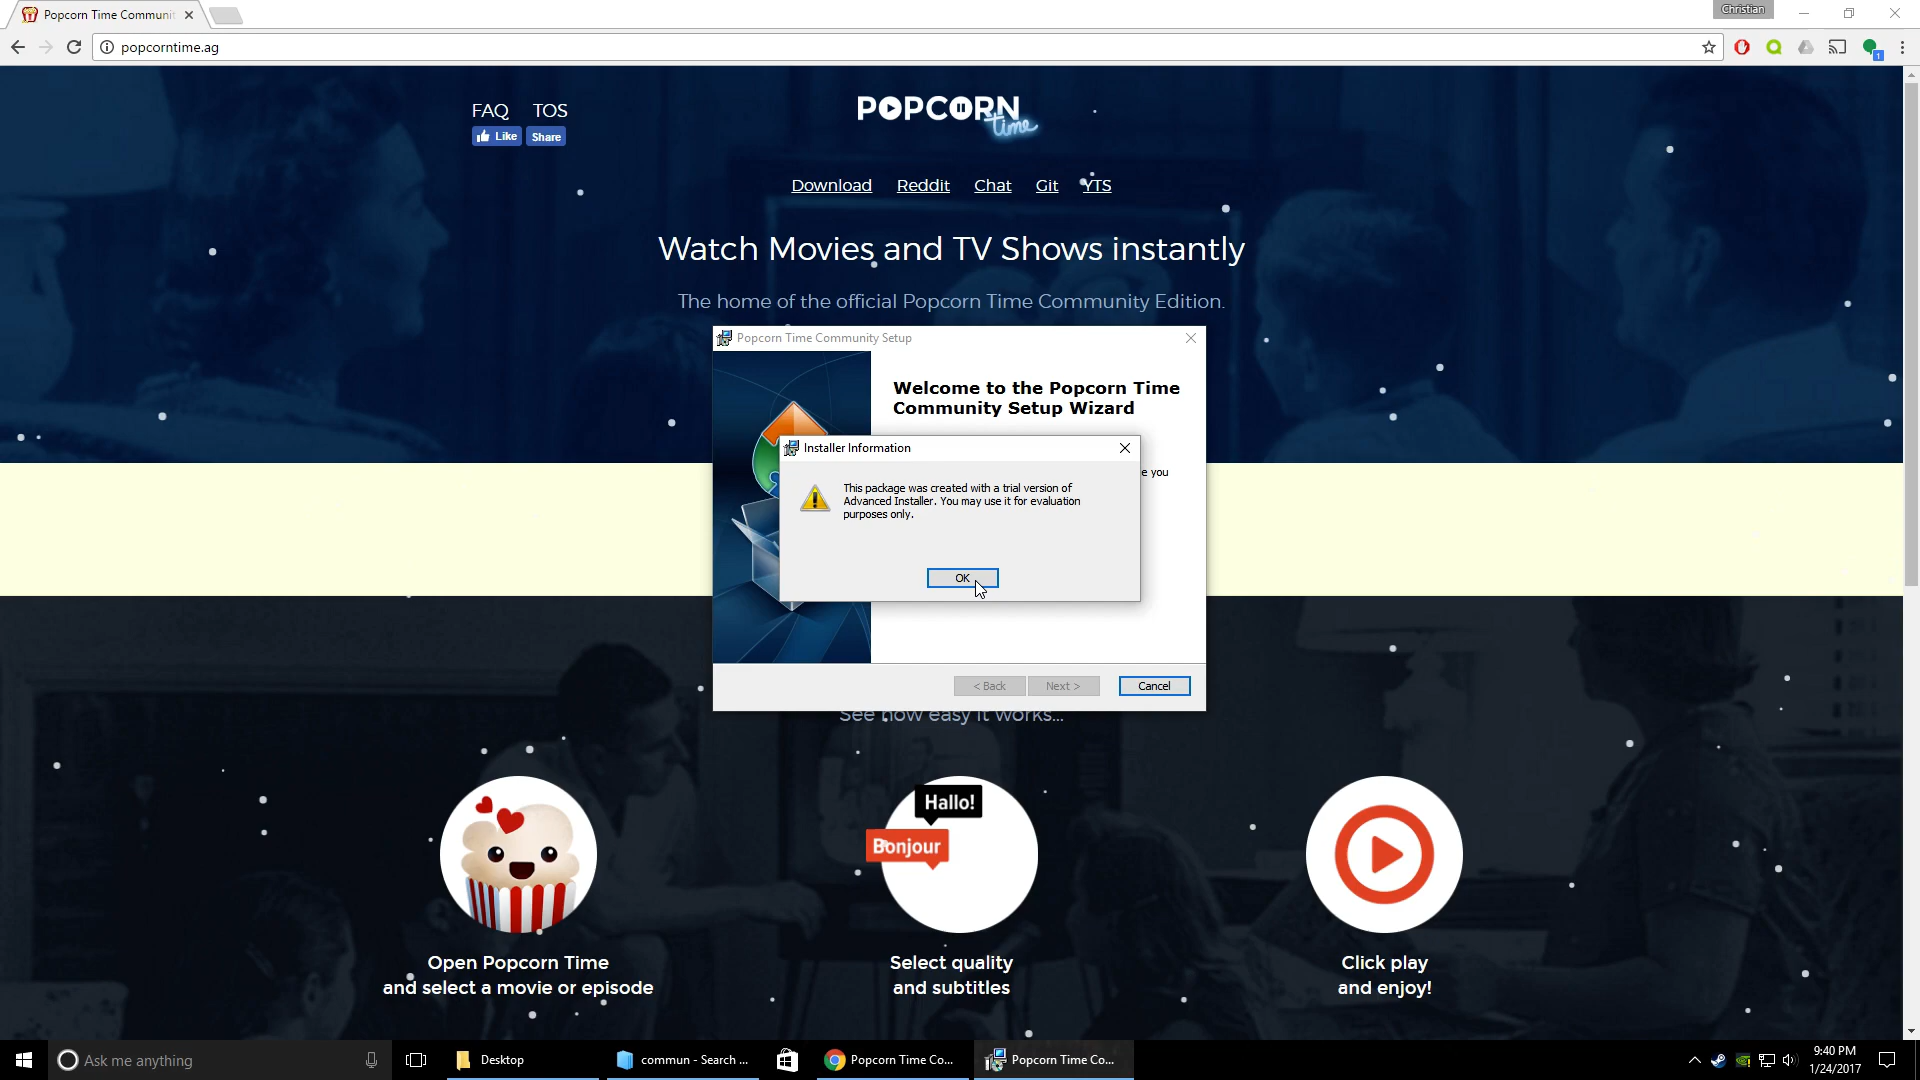 Popcorn Time Communit
Christian
popcorntime.ag
1
FAQ TOS
Like Share
POPCORN
time
Download Reddit Chat Git YTS
Watch Movies and TV Shows instantly
The home of the official Popcorn Time Community Edition.
Popcorn Time Community Setup
Welcome to the Popcorn Time
Community Setup Wizard
Installer Information
e you
This package was created with a trial version of
Advanced Installer. You may use it for evaluation
purposes only.
OK
< Back Next > Cancel
See how easy it works...
Hallo!
Bonjour
Open Popcorn Time
and select a movie or episode
Select quality
and subtitles
Click play
and enjoy!
Ask me anything
Desktop
commun - Search ...
Popcorn Time Co...
Popcorn Time Co...
9:40 PM
1/24/2017